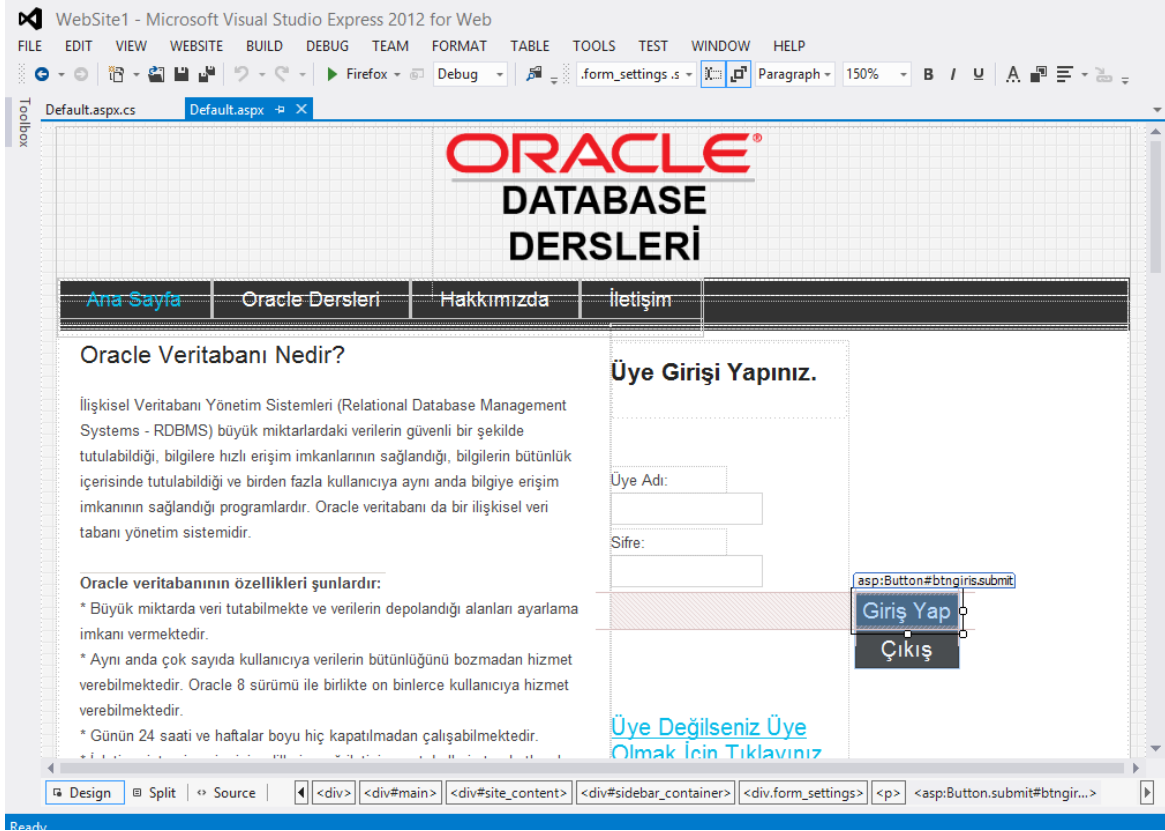 WebSite1 - Microsoft Visual Studio Express 2012 for Web
FILE EDIT VIEW WEBSITE BUILD DEBUG TEAM FORMAT TABLE TOOLS TEST WINDOW HELP
Firefox Debug .form_settings .s Paragraph 150% B I U A
Toolbox
Default.aspx.cs Default.aspx
ORACLE®
DATABASE
DERSLERİ
Ana Sayfa Oracle Dersleri Hakkımızda İletişim
Oracle Veritabanı Nedir?
İlişkisel Veritabanı Yönetim Sistemleri (Relational Database Management
Systems - RDBMS) büyük miktarlardaki verilerin güvenli bir şekilde
tutulabildiği, bilgilere hızlı erişim imkanlarının sağlandığı, bilgilerin bütünlük
içerisinde tutulabildiği ve birden fazla kullanıcıya aynı anda bilgiye erişim
imkanının sağlandığı programlardır. Oracle veritabanı da bir ilişkisel veri
tabanı yönetim sistemidir.
Oracle veritabanının özellikleri şunlardır:
* Büyük miktarda veri tutabilmekte ve verilerin depolandığı alanları ayarlama
imkanı vermektedir.
* Aynı anda çok sayıda kullanıcıya verilerin bütünlüğünü bozmadan hizmet
verebilmektedir. Oracle 8 sürümü ile birlikte on binlerce kullanıcıya hizmet
verebilmektedir.
* Günün 24 saati ve haftalar boyu hiç kapatılmadan çalışabilmektedir.
Üye Girişi Yapınız.
Üye Adı:
Sifre:
asp:Button#btngiris.submit
Giriş Yap
Çıkış
Üye Değilseniz Üye
Olmak İçin Tıklayınız
Design Split Source <div> <div#main> <div#site_content> <div#sidebar_container> <div.form_settings> <p> <asp:Button.submit#btngir...>
Ready